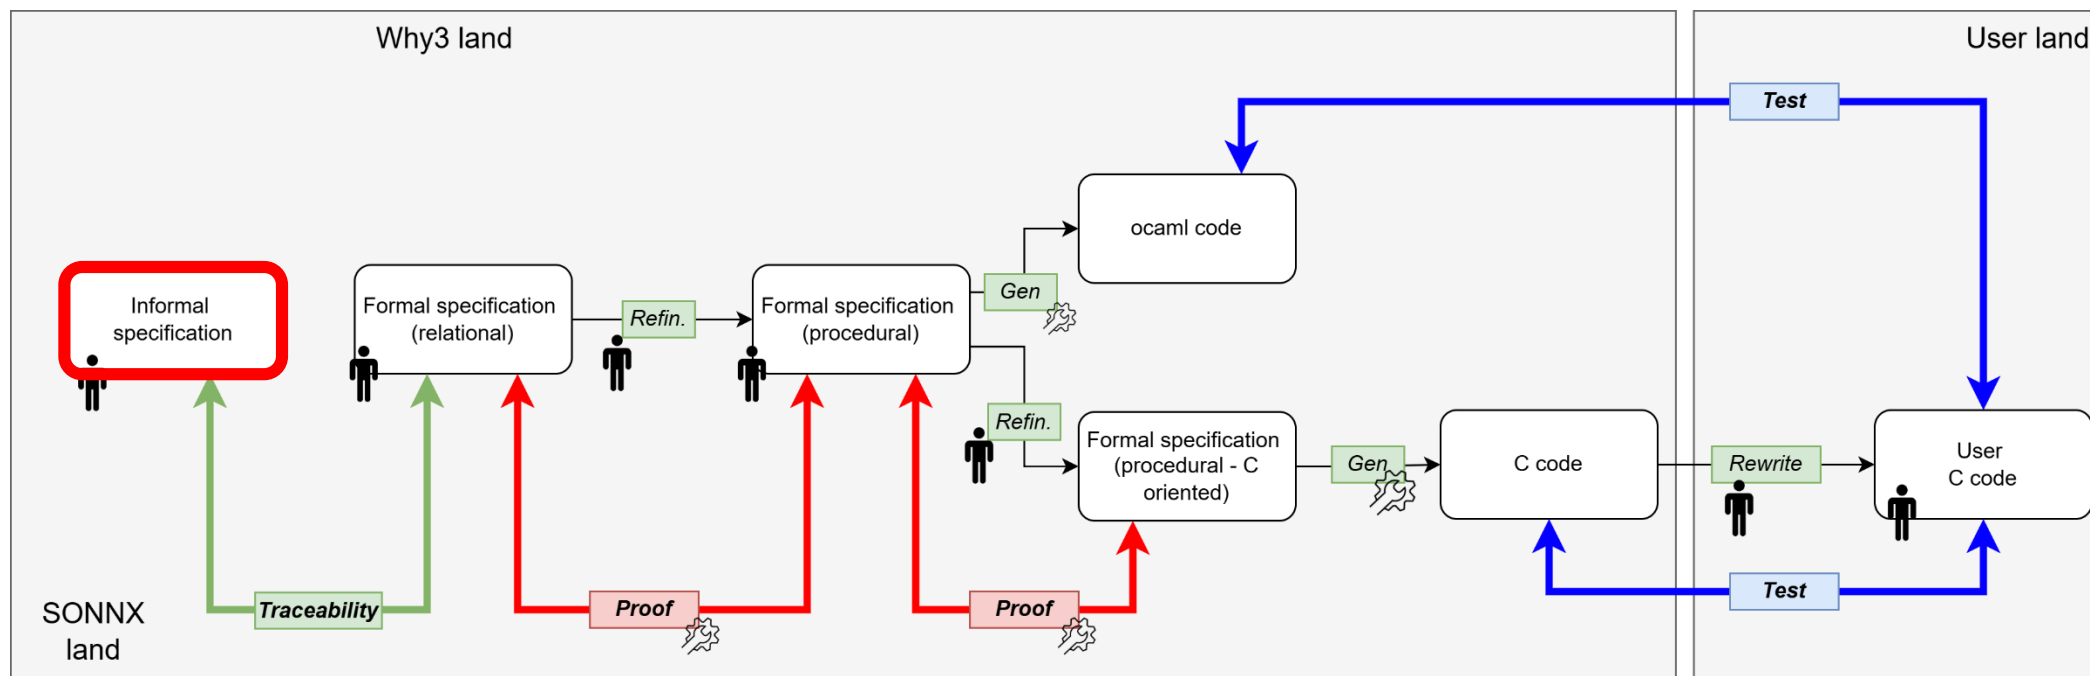 Why3 land
User land
Test
ocaml code
Informal
specification
Formal specification
(relational)
Refin.
Formal specification
(procedural)
Gen
Refin.
Formal specification
(procedural - C
oriented)
Gen
C code
Rewrite
User
C code
SONNX
land
Traceability
Proof
Proof
Test